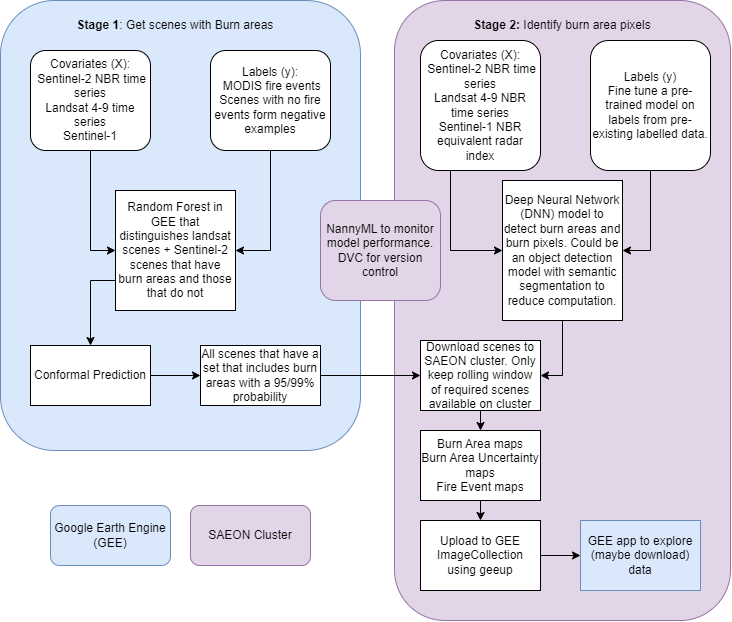 Stage 1: Get scenes with Burn areas
Covariates (X):
Sentinel-2 NBR time
series
Landsat 4-9 time
series
Sentinel-1
Labels (y):
MODIS fire events
Scenes with no fire
events form negative
examples
Random Forest in
GEE that
distinguishes landsat
scenes + Sentinel-2
scenes that have
burn areas and those
that do not
Conformal Prediction
All scenes that have a
set that includes burn
areas with a 95/99%
probability
NannyML to monitor
model performance.
DVC for version
control
Stage 2: Identify burn area pixels
Covariates (X):
Sentinel-2 NBR time
series
Landsat 4-9 NBR
time series
Sentinel-1 NBR
equivalent radar
index
Labels (y)
Fine tune a pre-
trained model on
labels from pre-
existing labelled data.
Deep Neural Network
(DNN) model to
detect burn areas and
burn pixels. Could be
an object detection
model with semantic
segmentation to
reduce computation.
Download scenes to
SAEON cluster. Only
keep rolling window
of required scenes
available on cluster
Burn Area maps
Burn Area Uncertainty
maps
Fire Event maps
Upload to GEE
ImageCollection
using geeup
GEE app to explore
(maybe download)
data
Google Earth Engine
(GEE)
SAEON Cluster